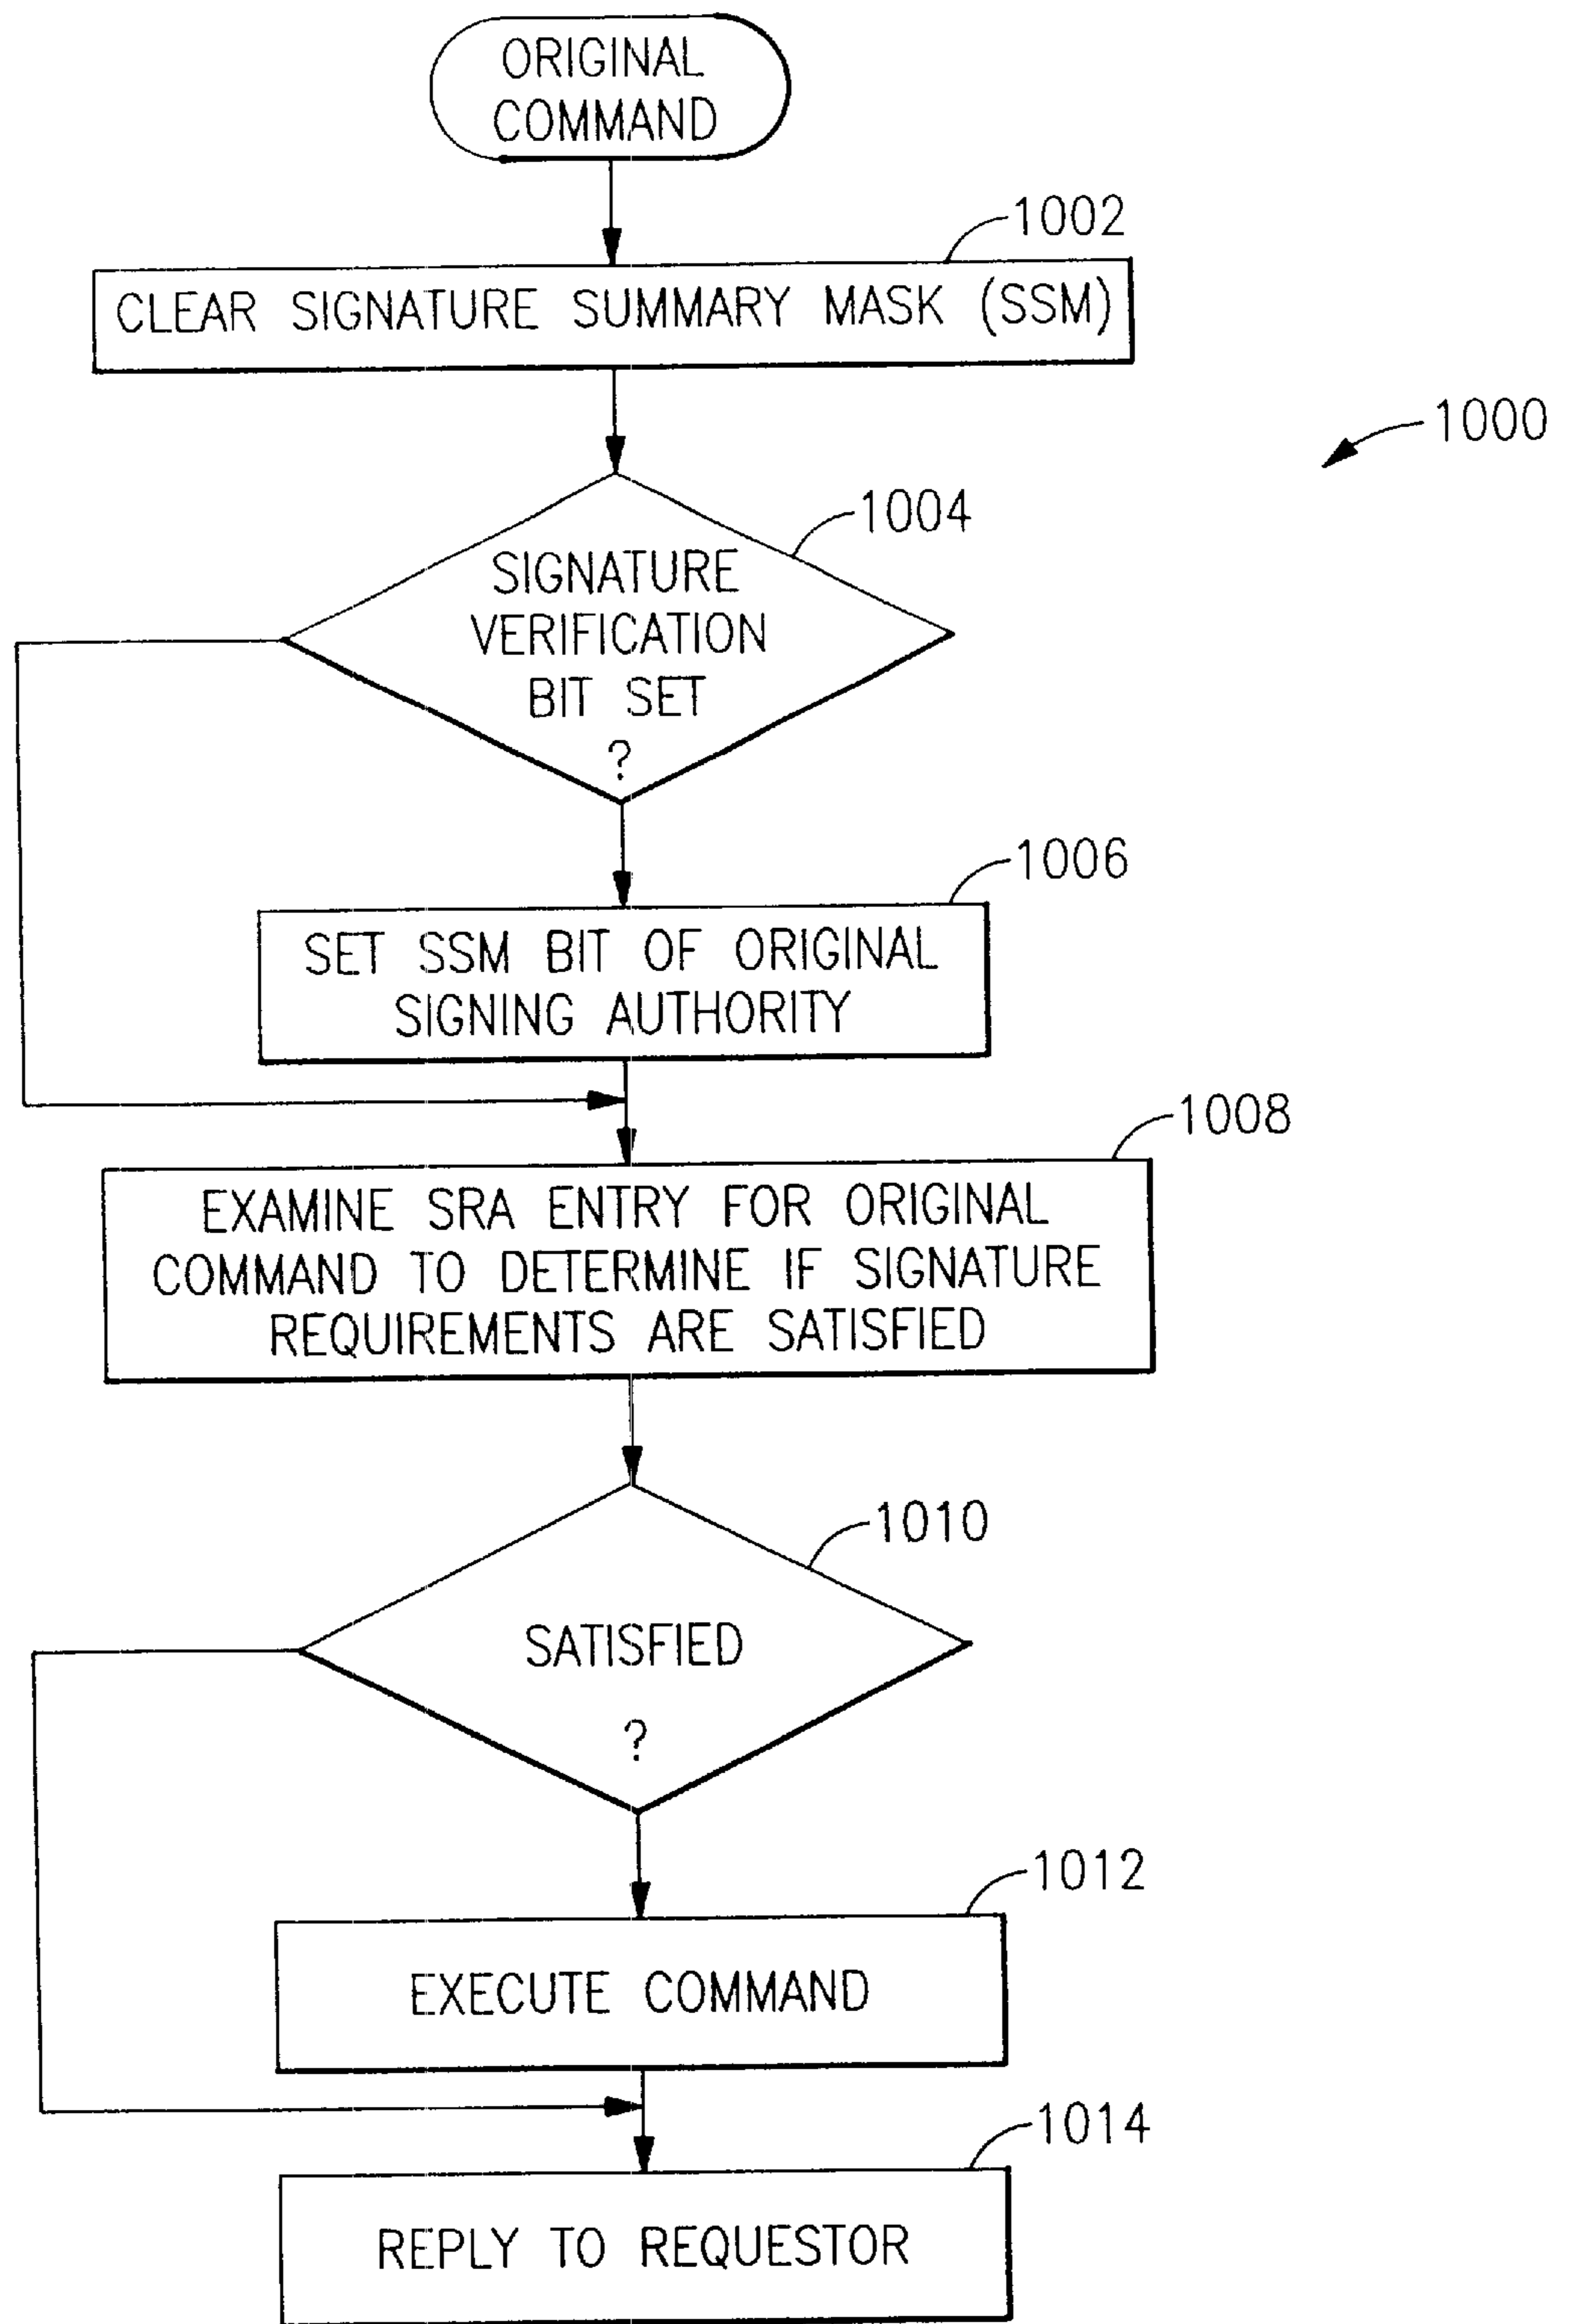 ORIGINAL
COMMAND
1002
CLEAR SIGNATURE SUMMARY MASK (SSM)
1000
1004
SIGNATURE
VERIFICATION
BIT SET
?
1006
SET SSM BIT OF ORIGINAL
SIGNING AUTHORITY
1008
EXAMINE SRA ENTRY FOR ORIGINAL
COMMAND TO DETERMINE IF SIGNATURE
REQUIREMENTS ARE SATISFIED
1010
SATISFIED
?
1012
EXECUTE COMMAND
1014
REPLY TO REQUESTOR